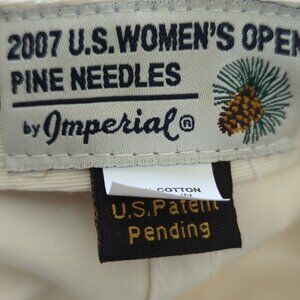 2007 U.S. WOMEN'S OPEN
PINE NEEDLES
by Imperial®
COTTON
U.S. Patent
Pending